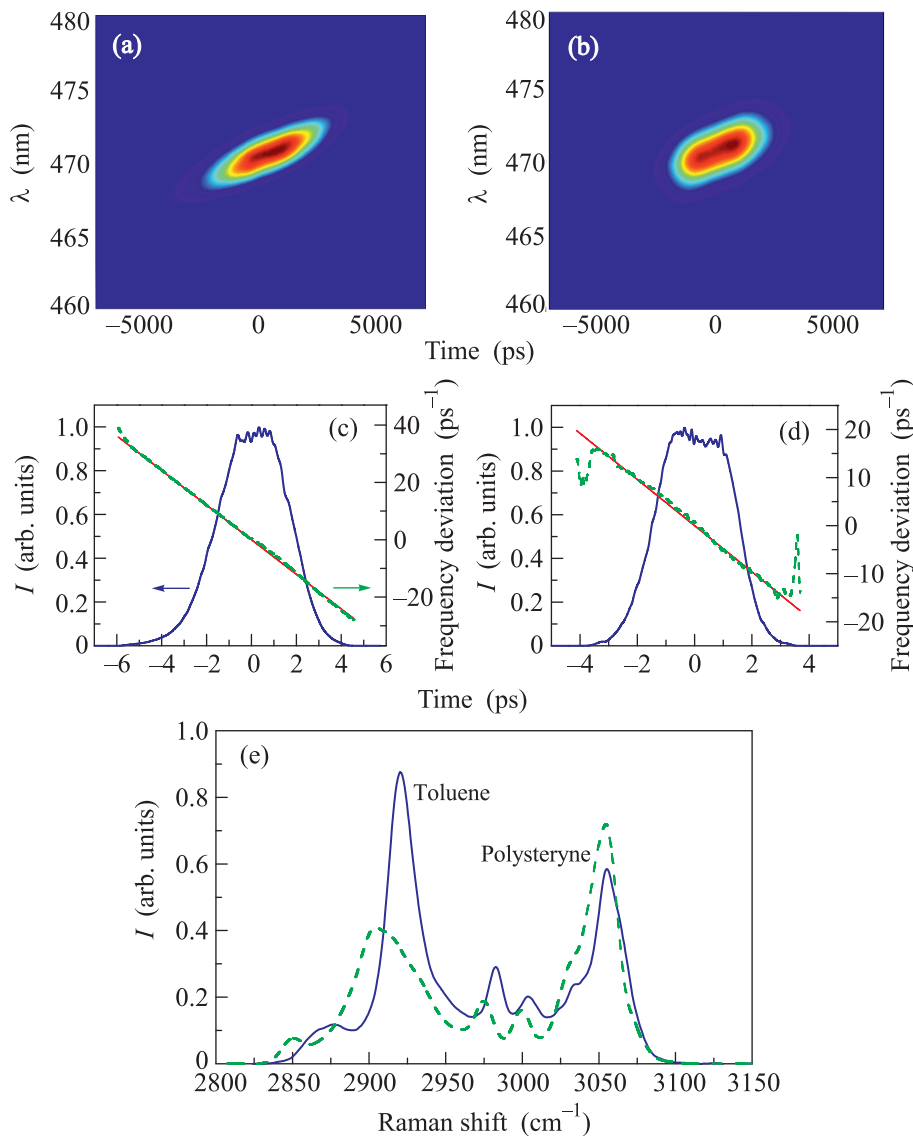 (a)
λ (nm)
480
475
470
465
460
−5000 0 5000
(b)
λ (nm)
480
475
470
465
460
−5000 0 5000
Time (ps)
(c)
I (arb. units)
1.0
0.8
0.6
0.4
0.2
0
−6 −4 −2 0 2 4 6
40
20
0
−20
Frequency deviation (ps⁻¹)
(d)
I (arb. units)
1.0
0.8
0.6
0.4
0.2
0
−4 −2 0 2 4
20
10
0
−10
−20
Frequency deviation (ps⁻¹)
Time (ps)
(e)
I (arb. units)
1.0
0.8
0.6
0.4
0.2
0
Toluene
Polysteryne
2800 2850 2900 2950 3000 3050 3100 3150
Raman shift (cm⁻¹)